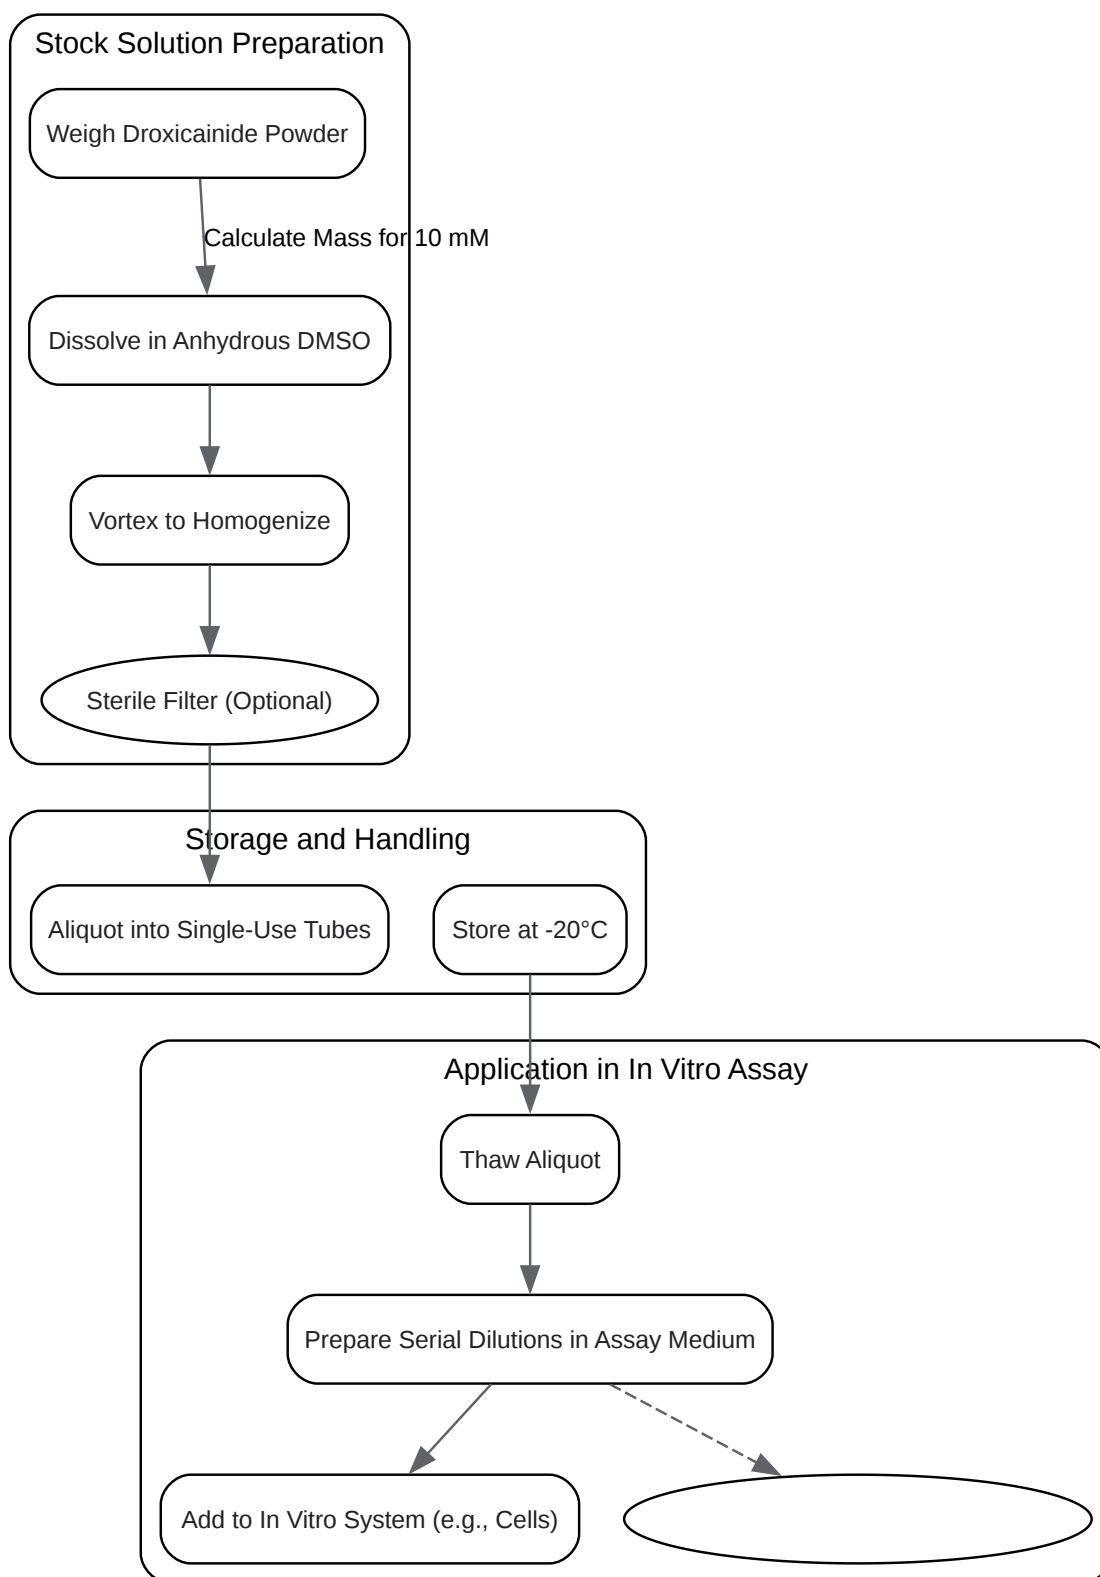 Stock Solution Preparation
Weigh Droxicainide Powder
Calculate Mass for 10 mM
Dissolve in Anhydrous DMSO
Vortex to Homogenize
Sterile Filter (Optional)
Storage and Handling
Aliquot into Single-Use Tubes
Store at -20°C
Application in In Vitro Assay
Thaw Aliquot
Prepare Serial Dilutions in Assay Medium
Add to In Vitro System (e.g., Cells)